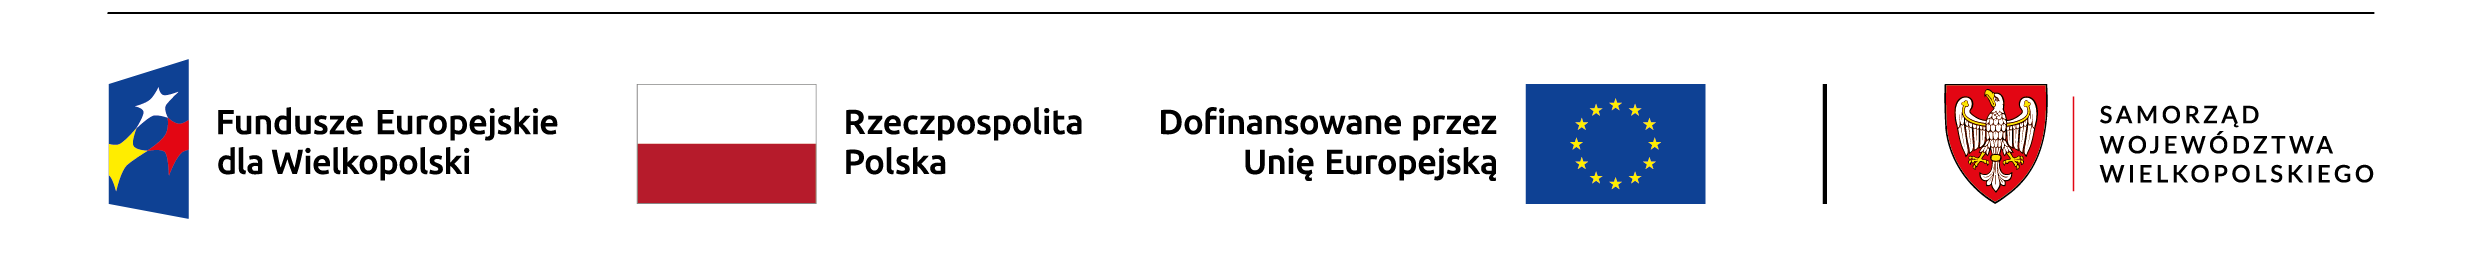 Fundusze Europejskie
dla Wielkopolski
Rzeczpospolita
Polska
Dofinansowane przez
Unię Europejską
SAMORZĄD
WOJEWÓDZTWA
WIELKOPOLSKIEGO